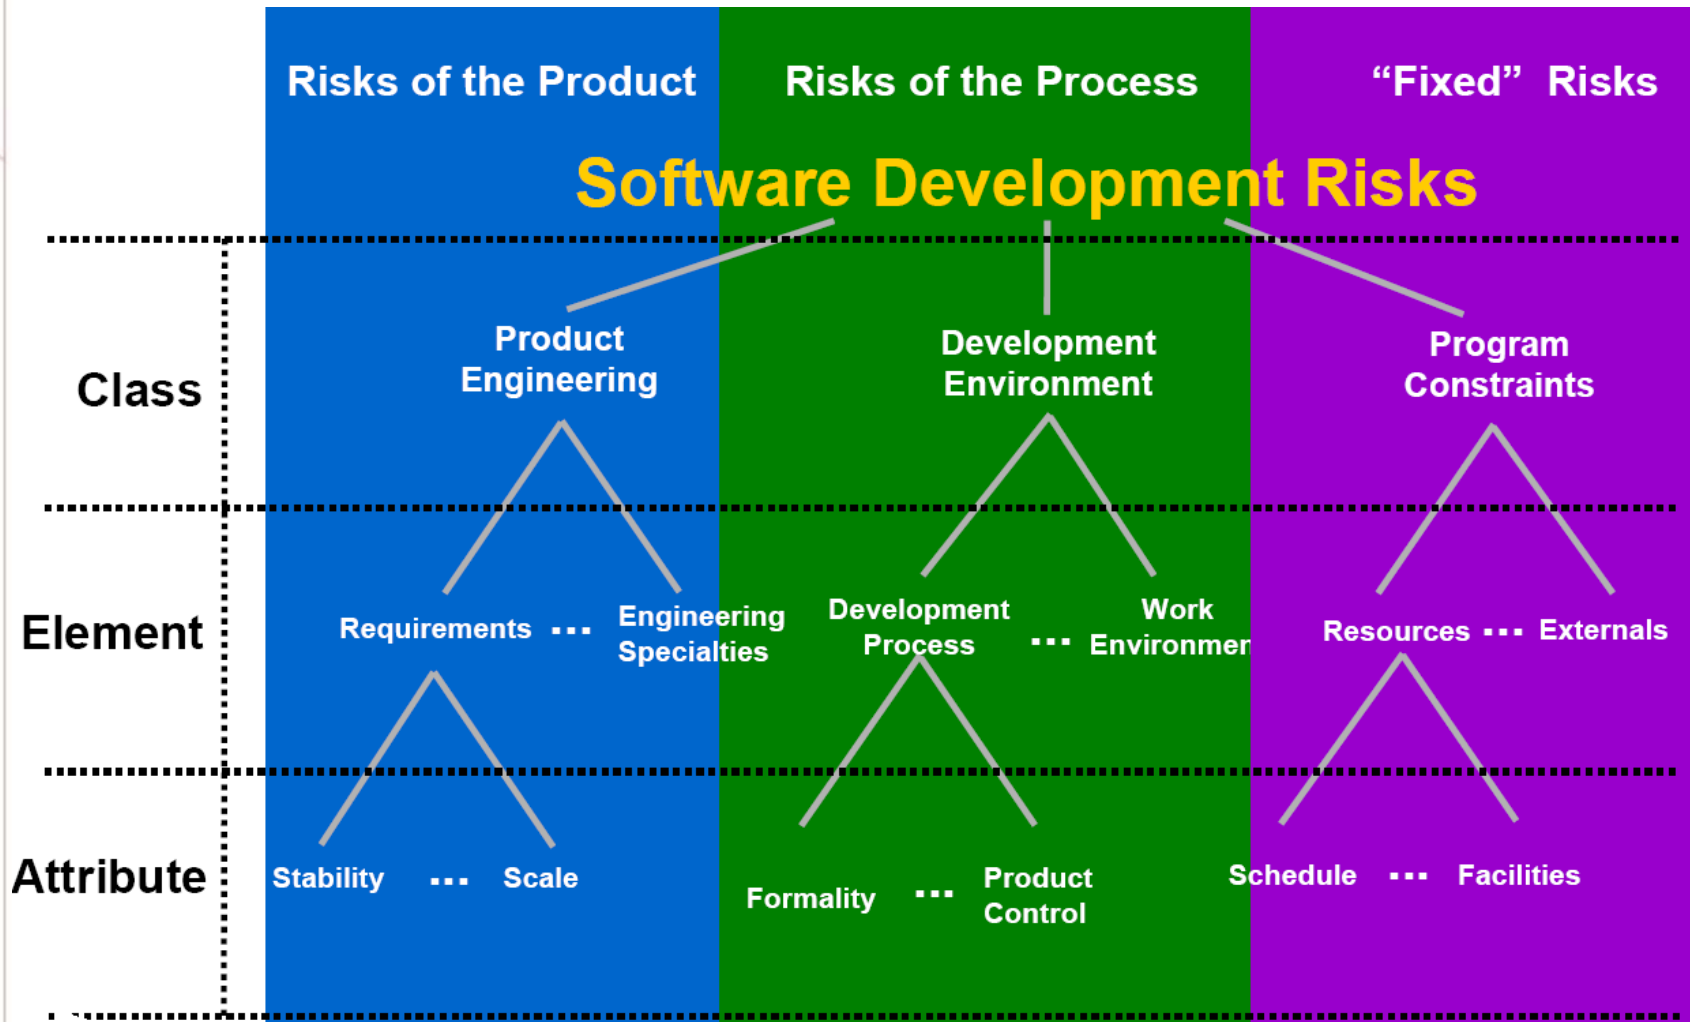 Risks of the Product
Risks of the Process
“Fixed” Risks
Software Development Risks
Class
Product
Engineering
Development
Environment
Program
Constraints
Element
Requirements ...
Engineering
Specialties
Development
Process
...
Work
Environmen
Resources ... Externals
Attribute
Stability ... Scale
Formality ...
Product
Control
Schedule ... Facilities